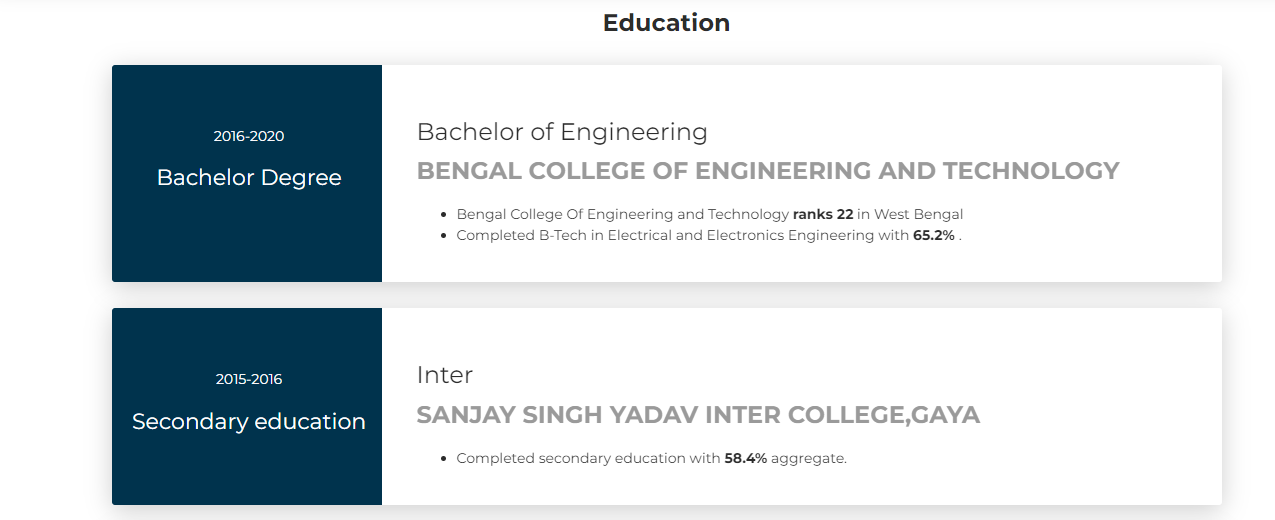 Education
2016-2020
Bachelor Degree
Bachelor of Engineering
BENGAL COLLEGE OF ENGINEERING AND TECHNOLOGY
Bengal College Of Engineering and Technology ranks 22 in West Bengal
Completed B-Tech in Electrical and Electronics Engineering with 65.2% .
2015-2016
Secondary education
Inter
SANJAY SINGH YADAV INTER COLLEGE,GAYA
Completed secondary education with 58.4% aggregate.